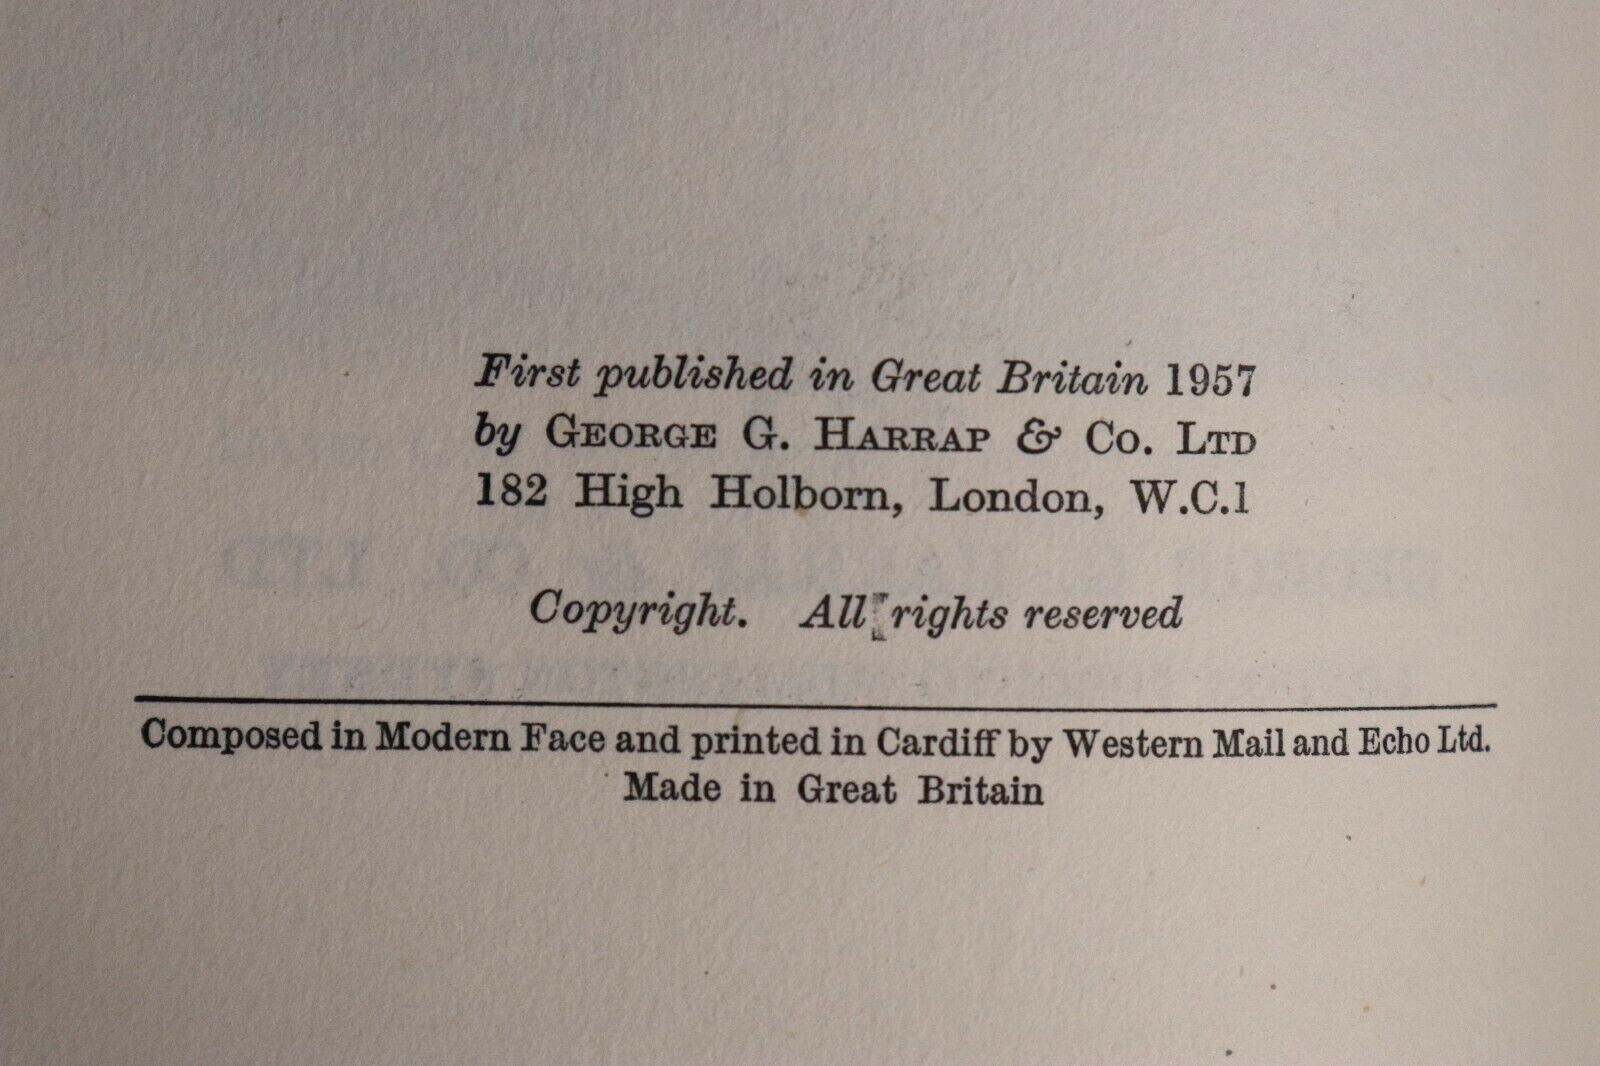 First published in Great Britain 1957
by GEORGE G. HARRAP & CO. LTD
182 High Holborn, London, W.C.1
Copyright. All rights reserved
Composed in Modern Face and printed in Cardiff by Western Mail and Echo Ltd.
Made in Great Britain